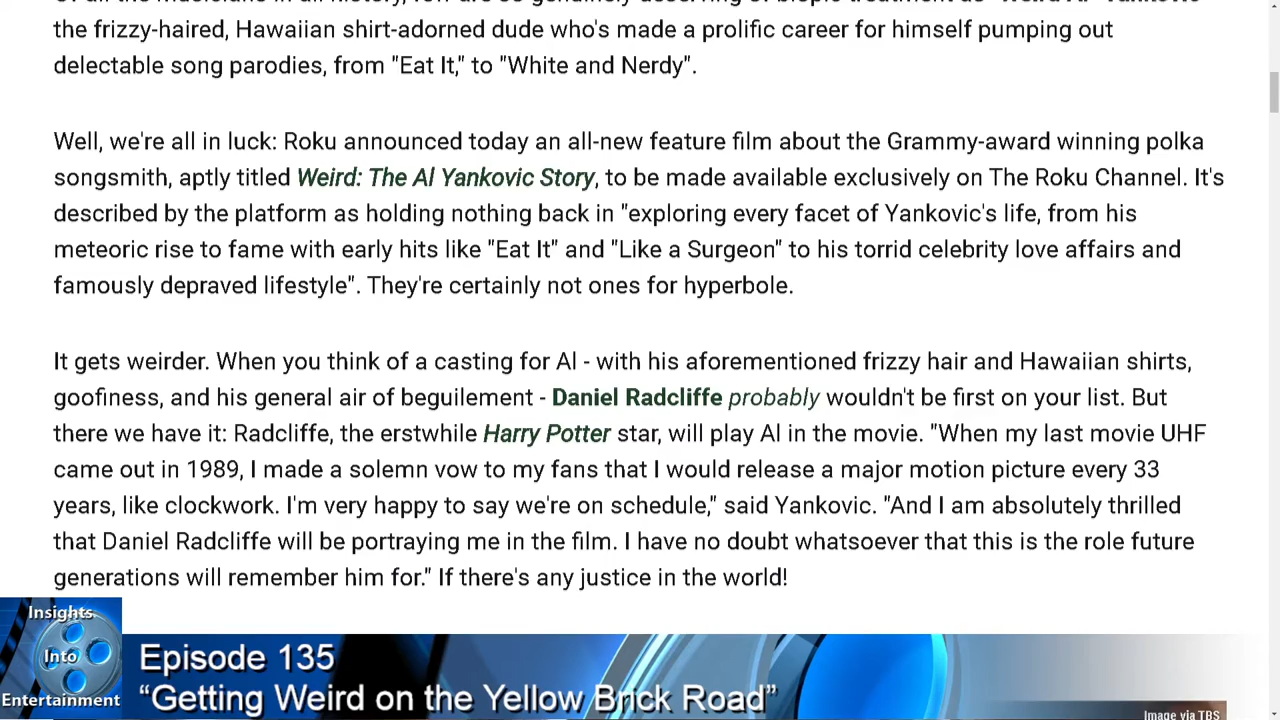 the frizzy-haired, Hawaiian shirt-adorned dude who's made a prolific career for himself pumping out
delectable song parodies, from "Eat It," to "White and Nerdy".
Well, we're all in luck: Roku announced today an all-new feature film about the Grammy-award winning polka
songsmith, aptly titled Weird: The Al Yankovic Story, to be made available exclusively on The Roku Channel. It's
described by the platform as holding nothing back in "exploring every facet of Yankovic's life, from his
meteoric rise to fame with early hits like "Eat It" and "Like a Surgeon" to his torrid celebrity love affairs and
famously depraved lifestyle". They're certainly not ones for hyperbole.
It gets weirder. When you think of a casting for Al - with his aforementioned frizzy hair and Hawaiian shirts,
goofiness, and his general air of beguilement - Daniel Radcliffe probably wouldn't be first on your list. But
there we have it: Radcliffe, the erstwhile Harry Potter star, will play Al in the movie. "When my last movie UHF
came out in 1989, I made a solemn vow to my fans that I would release a major motion picture every 33
years, like clockwork. I'm very happy to say we're on schedule," said Yankovic. "And I am absolutely thrilled
that Daniel Radcliffe will be portraying me in the film. I have no doubt whatsoever that this is the role future
generations will remember him for." If there's any justice in the world!
Insights
Into
Entertainment
Episode 135
“Getting Weird on the Yellow Brick Road”
Image via TBS